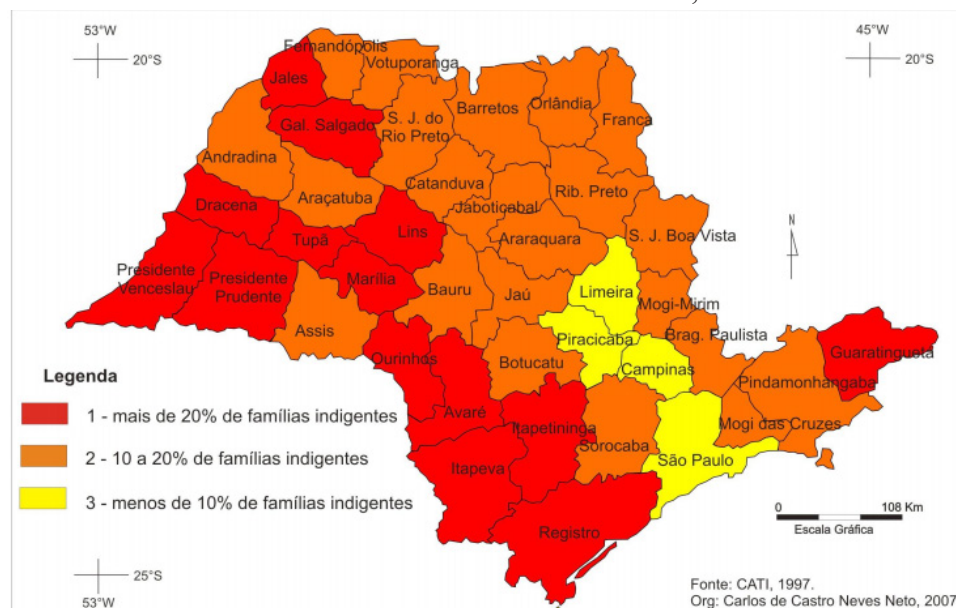 53°W
20°S
45°W
20°S
Fernandópolis
Votuporanga
Jales
Gal. Salgado
S. J. do
Rio Preto
Barretos
Orlândia
Franca
Andradina
Araçatuba
Catanduva
Jaboticabal
Rib. Preto
Dracena
Tupã
Lins
Araraquara
S. J. Boa Vista
N
Presidente
Venceslau
Presidente
Prudente
Marília
Bauru
Jaú
Limeira
Mogi-Mirim
Assis
Piracicaba
Brag. Paulista
Ourinhos
Botucatu
Campinas
Guaratinguetá
Pindamonhangaba
Avaré
Itapetininga
Sorocaba
Mogi das Cruzes
São Paulo
Itapeva
Registro
Legenda
1 - mais de 20% de famílias indigentes
2 - 10 a 20% de famílias indigentes
3 - menos de 10% de famílias indigentes
0
108 Km
Escala Gráfica
25°S
53°W
Fonte: CATI, 1997.
Org: Carlos de Castro Neves Neto, 2007